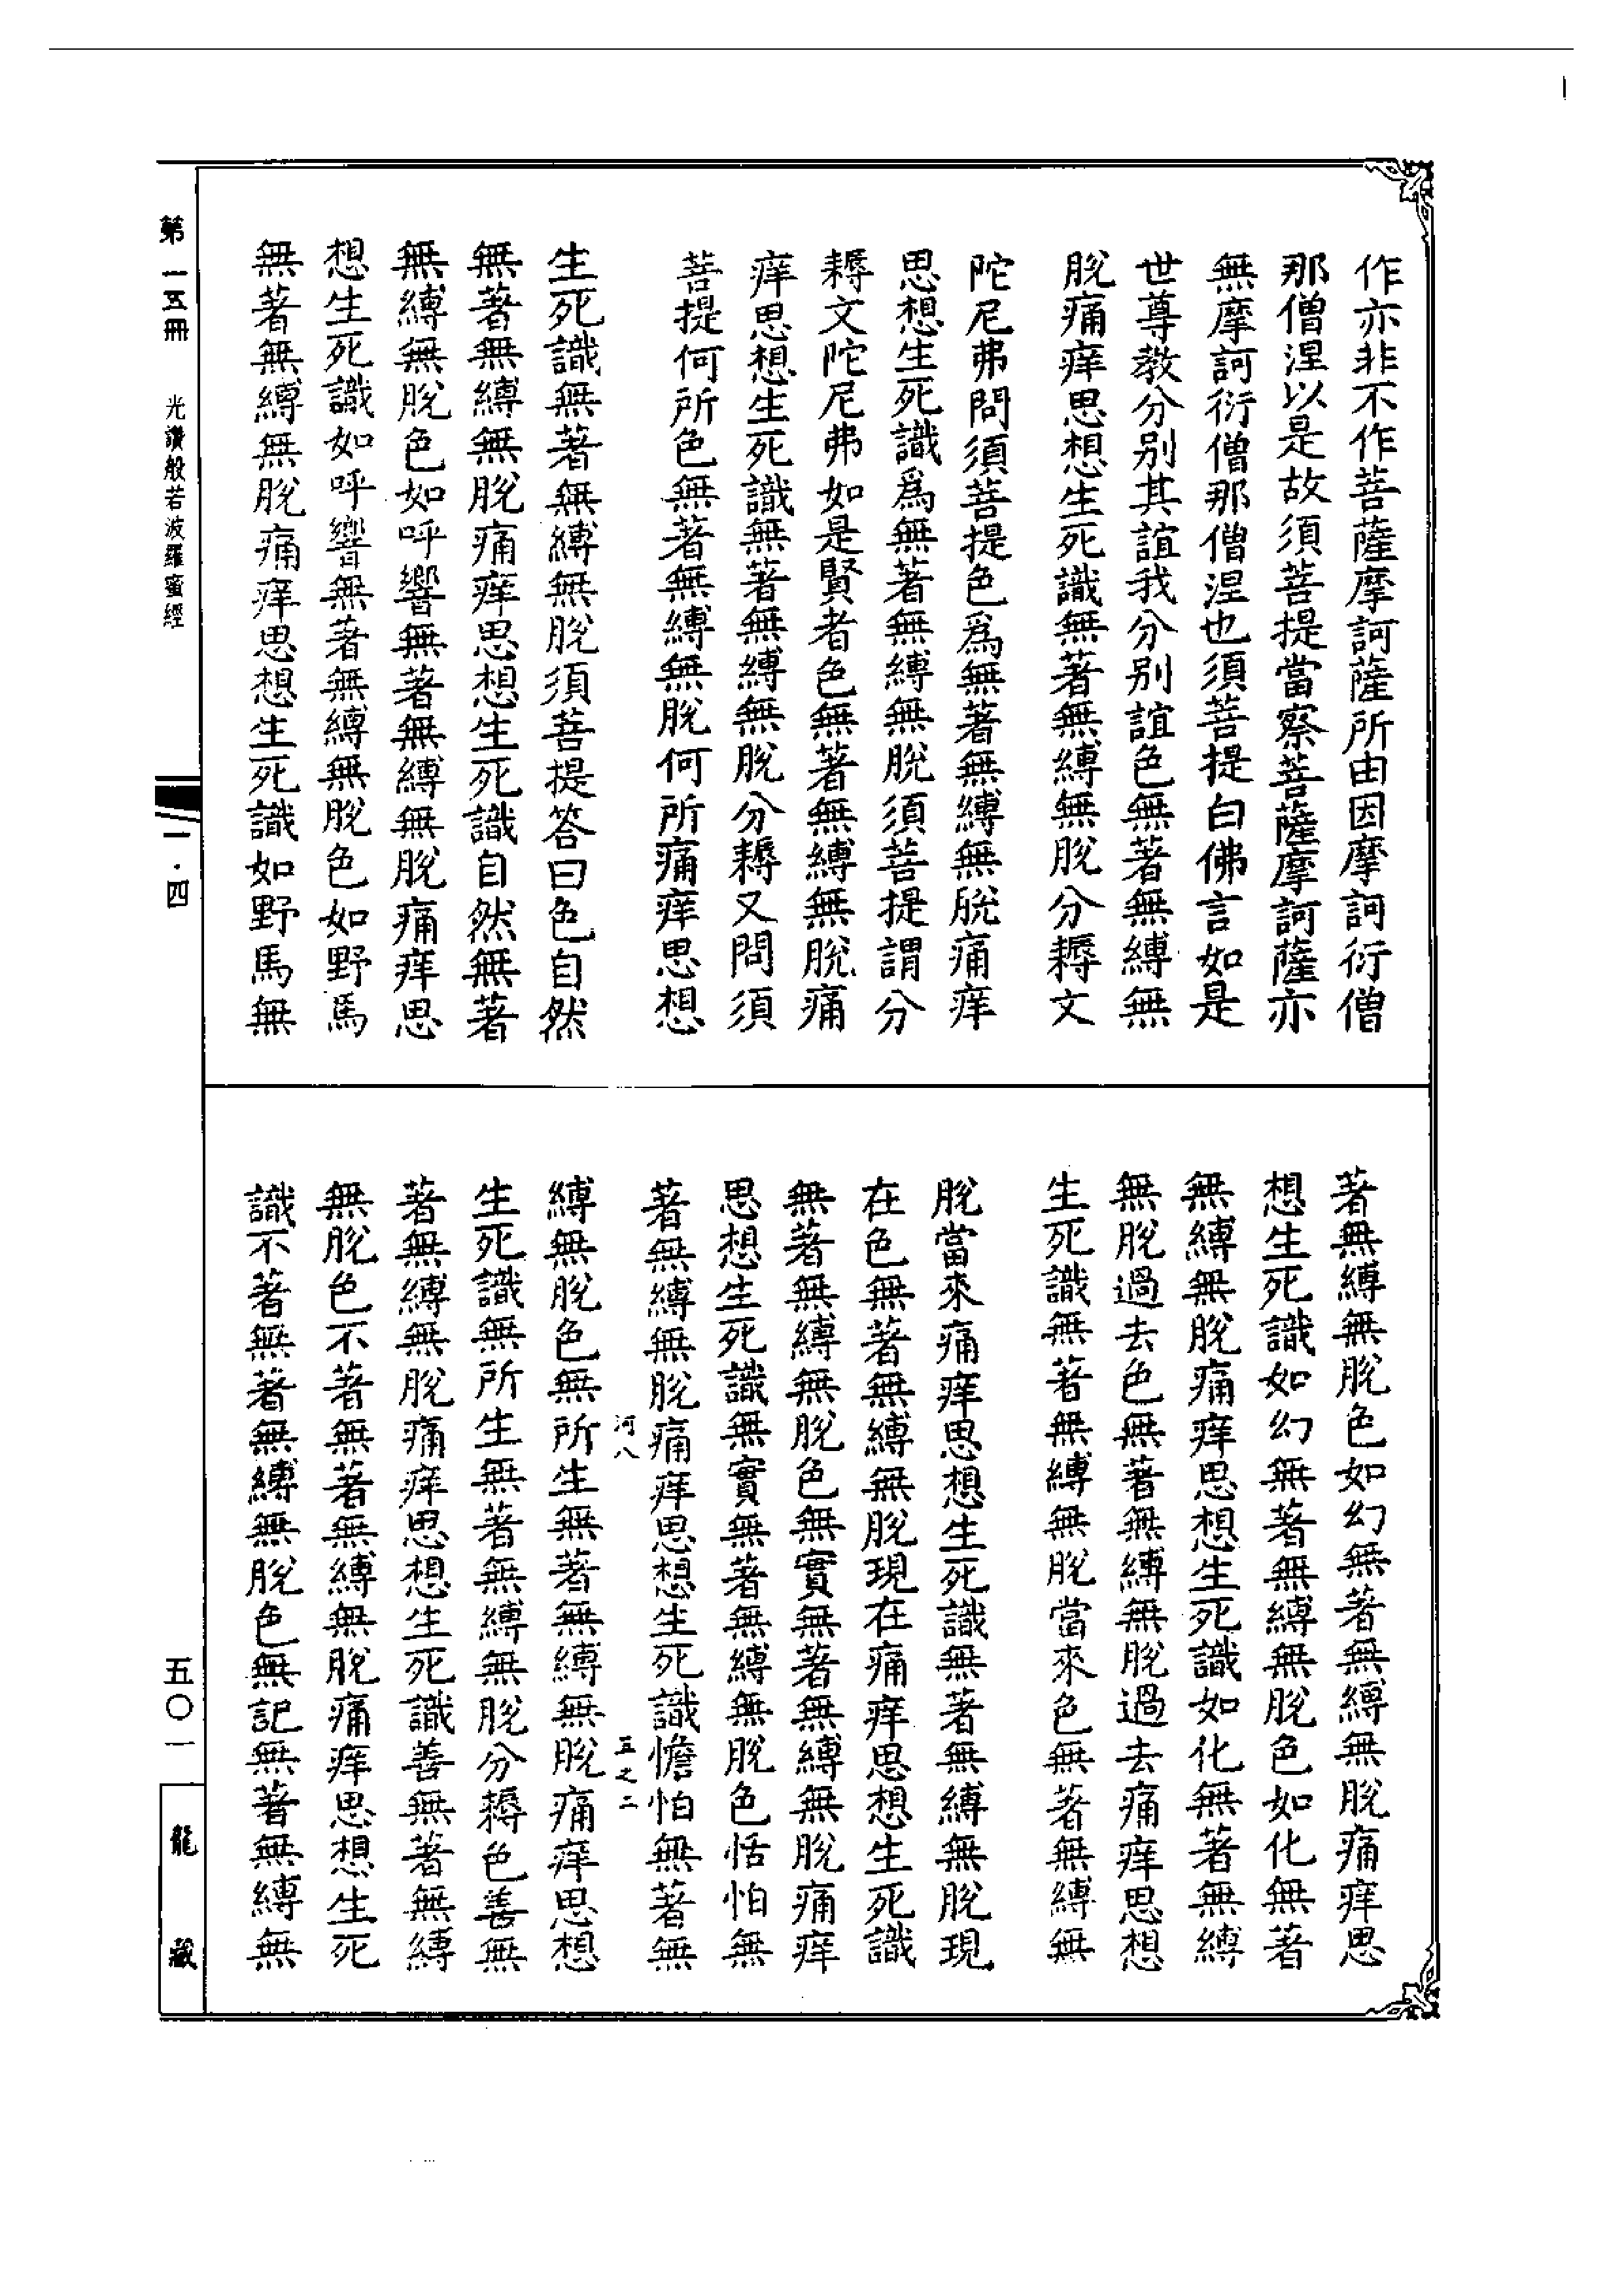 作亦非不作菩薩摩訶薩所由因摩訶衍僧
那僧涅以是故須菩提當察菩薩摩訶薩亦
無摩訶衍僧那僧涅也須菩提白佛言如是
世尊教分別其誼我分別誼色無著無縛無
脫痛痒思想生死識無著無縛無脫分耨文
陀尼弗問須菩提色爲無著無縛無脫痛痒
思想生死識爲無著無縛無脫須菩提謂分
耨文陀尼弗如是賢者色無著無縛無脫痛
痒思想生死識無著無縛無脫分耨又問須
菩提何所色無著無縛無脫何所痛痒思想
生死識無著無縛無脫須菩提答曰色自然
無著無縛無脫痛痒思想生死識自然無著
無縛無脫色如呼響無著無縛無脫痛痒思
想生死識如呼響無著無縛無脫色如野馬
無著無縛無脫痛痒思想生死識如野馬無
著無縛無脫色如幻無著無縛無脫痛痒思
想生死識如幻無著無縛無脫色如化無著
無縛無脫痛痒思想生死識如化無著無縛
無脫過去色無著無縛無脫過去痛痒思想
生死識無著無縛無脫當來色無著無縛無
脫當來痛痒思想生死識無著無縛無脫現
在色無著無縛無脫現在痛痒思想生死識
無著無縛無脫色無實無著無縛無脫痛痒
思想生死識無實無著無縛無脫色恬怕無
著無縛無脫痛痒思想生死識憺怕無著無
河八 五之二
縛無脫色無所生無著無縛無脫痛痒思想
生死識無所生無著無縛無脫分耨色善無
著無縛無脫痛痒思想生死識善無著無縛
無脫色不著無著無縛無脫痛痒思想生死
識不著無著無縛無脫色無記無著無縛無
第一五冊 光讚般若波羅蜜經
一·四
五〇一
龍藏